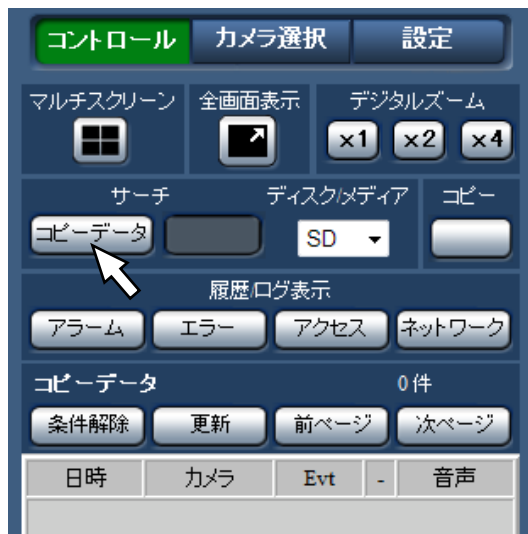 コントロール カメラ選択 設定
マルチスクリーン 全画面表示 デジタルズーム
x1 x2 x4
サーチ ディスク/メディア コピー
コピーデータ SD
履歴/ログ表示
アラーム エラー アクセス ネットワーク
コピーデータ 0件
条件解除 更新 前ページ 次ページ
日時 カメラ Evt - 音声